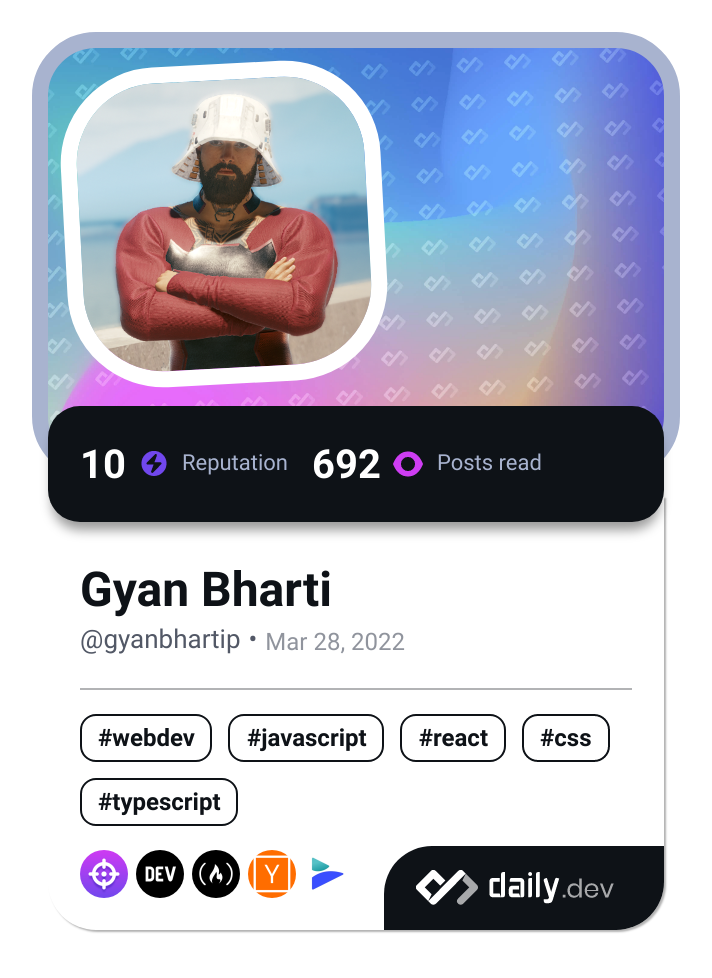 10 Reputation 692 Posts read
Gyan Bharti
@gyanbhartip • Mar 28, 2022
#webdev #javascript #react #css
#typescript
DEV Y
daily.dev